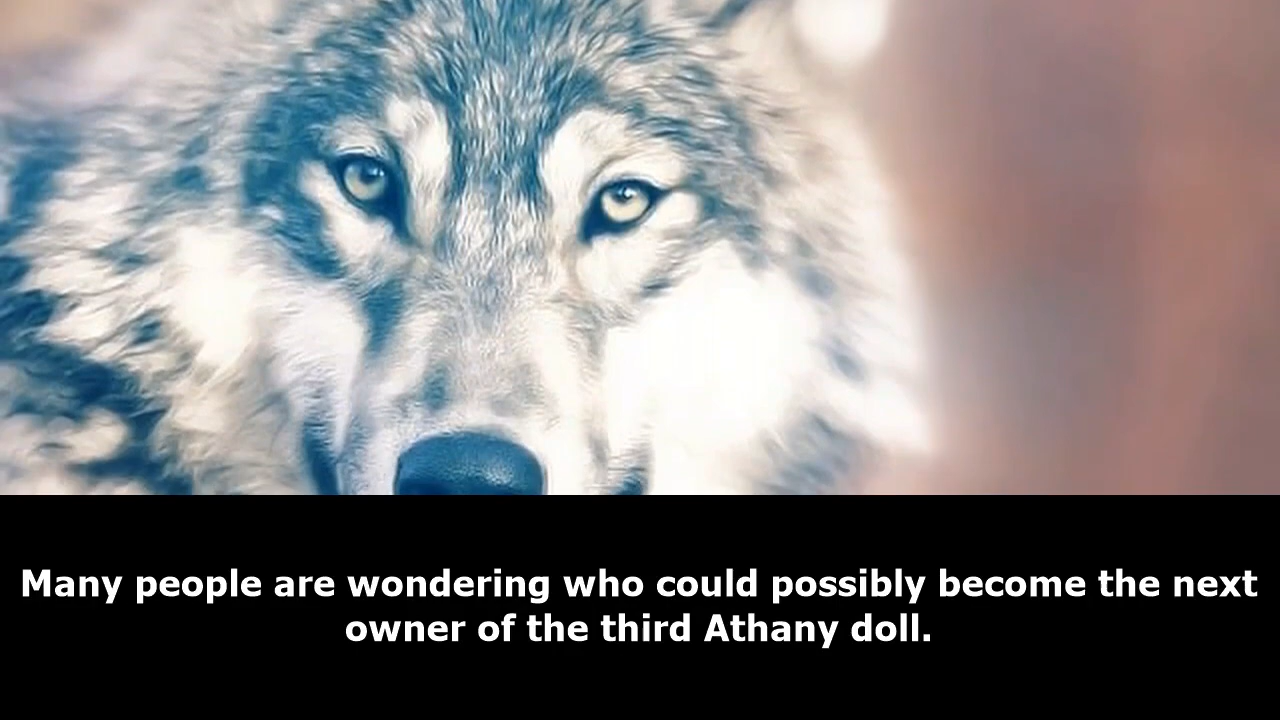 Many people are wondering who could possibly become the next
owner of the third Athany doll.